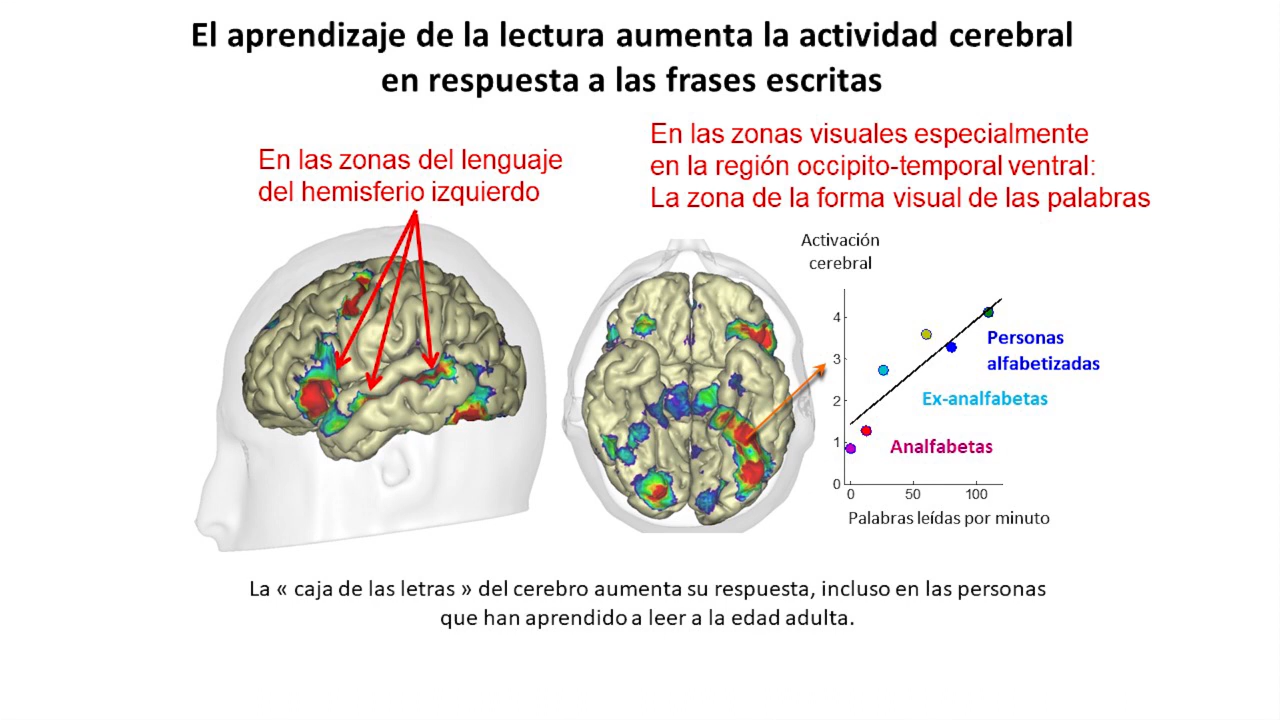 El aprendizaje de la lectura aumenta la actividad cerebral
en respuesta a las frases escritas
En las zonas del lenguaje
del hemisferio izquierdo
En las zonas visuales especialmente
en la región occipito-temporal ventral:
La zona de la forma visual de las palabras
Activación
cerebral
4
3
2
1
0
0 50 100
Personas
alfabetizadas
Ex-analfabetas
Analfabetas
Palabras leídas por minuto
La « caja de las letras » del cerebro aumenta su respuesta, incluso en las personas
que han aprendido a leer a la edad adulta.